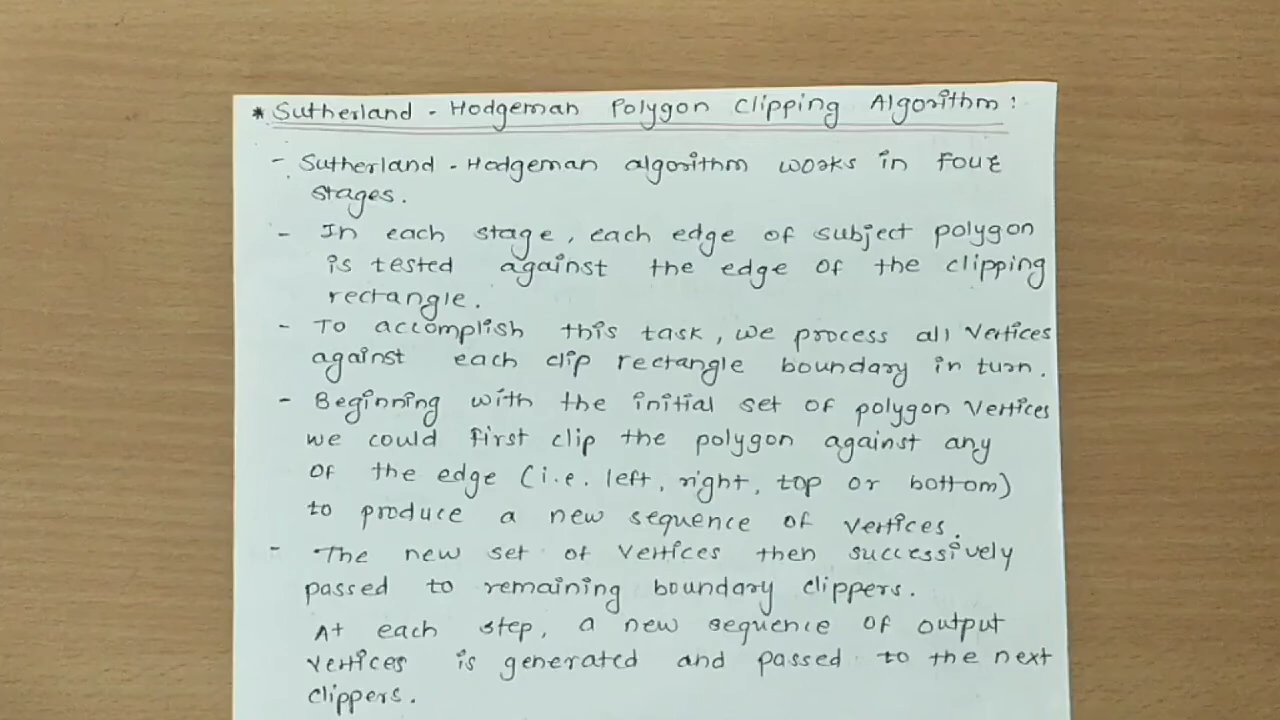 * Sutherland - Hodgeman Polygon Clipping Algorithm :
- Sutherland - Hodgeman algorithm works in Four
stages.
- In each stage, each edge of subject polygon
is tested against the edge of the clipping
rectangle.
- To accomplish this task, we process all vertices
against each clip rectangle boundary in turn.
- Beginning with the initial set of polygon vertices
we could first clip the polygon against any
of the edge (i.e. left, right, top or bottom)
to produce a new sequence of vertices.
- The new set of vertices then successively
passed to remaining boundary clippers.
At each step, a new sequence of output
vertices is generated and passed to the next
clippers.